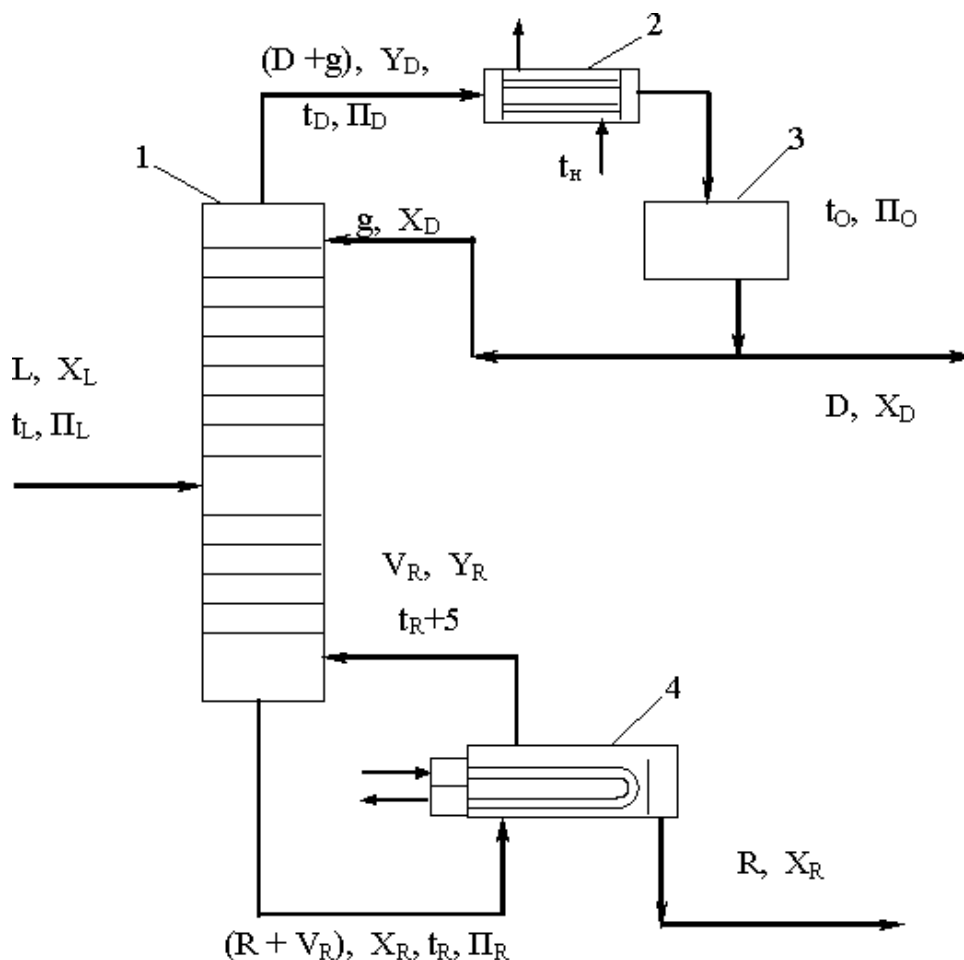 2
(D +g), Y_D,
t_D, П_D
1
t_н
3
t_O, П_O
g, X_D
L, X_L
D, X_D
t_L, П_L
V_R, Y_R
t_R+5
4
R, X_R
(R + V_R), X_R, t_R, П_R